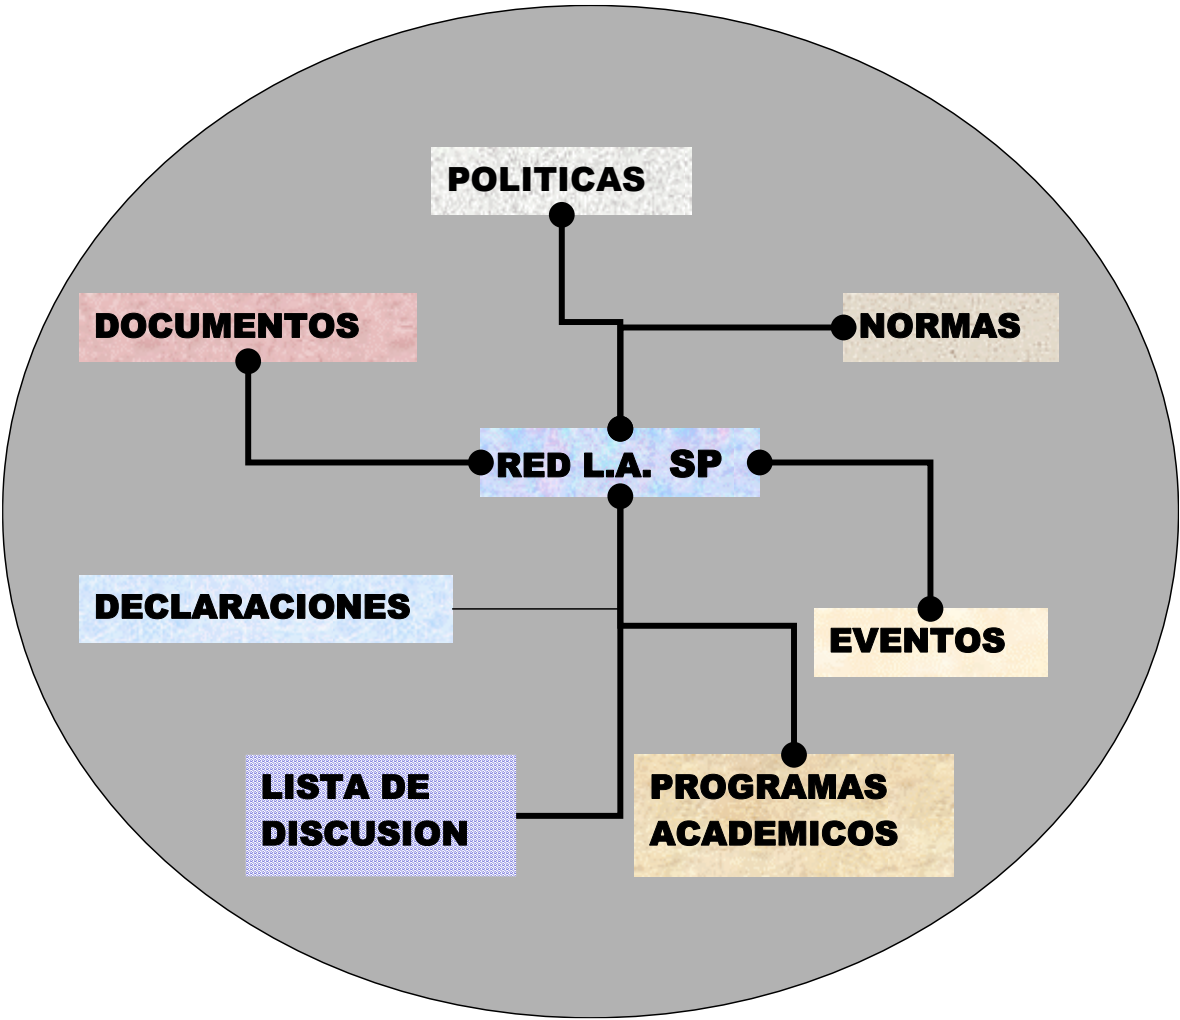 POLITICAS
DOCUMENTOS
NORMAS
RED L.A. SP
DECLARACIONES
EVENTOS
LISTA DE
DISCUSION
PROGRAMAS
ACADEMICOS